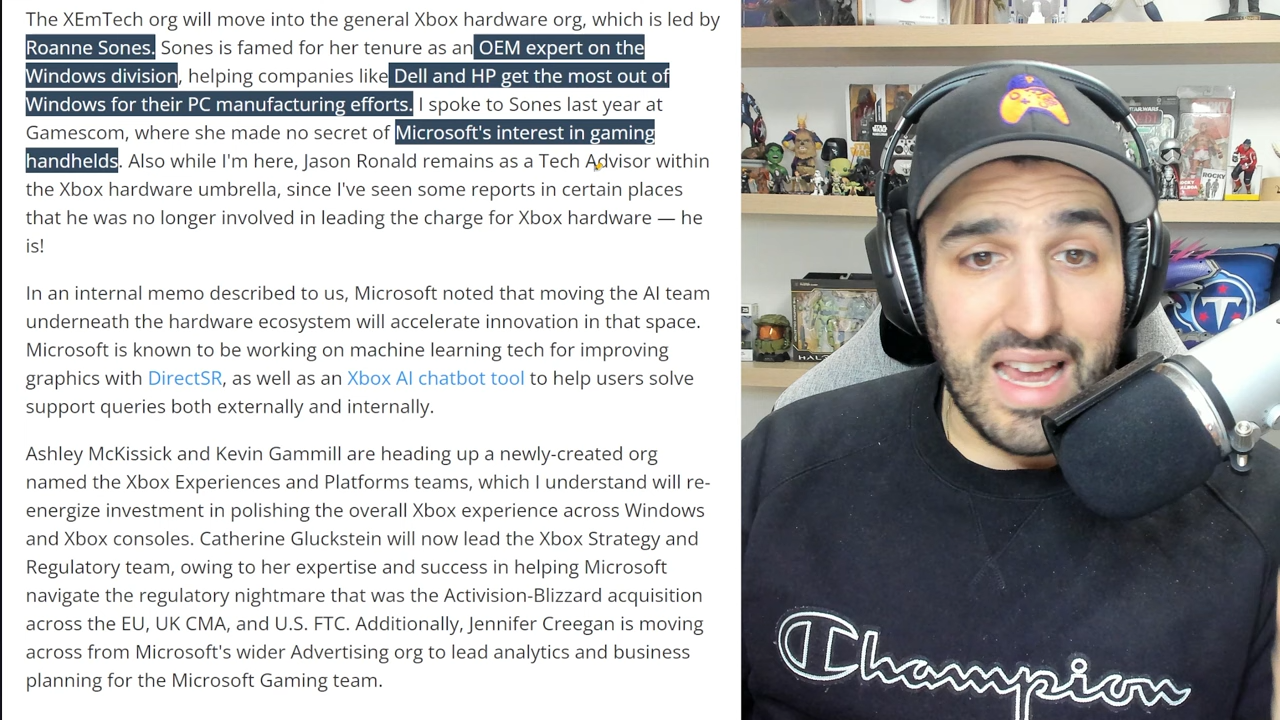 The XEmTech org will move into the general Xbox hardware org, which is led by
Roanne Sones. Sones is famed for her tenure as an OEM expert on the
Windows division, helping companies like Dell and HP get the most out of
Windows for their PC manufacturing efforts. I spoke to Sones last year at
Gamescom, where she made no secret of Microsoft's interest in gaming
handhelds. Also while I'm here, Jason Ronald remains as a Tech Advisor within
the Xbox hardware umbrella, since I've seen some reports in certain places
that he was no longer involved in leading the charge for Xbox hardware — he
is!
In an internal memo described to us, Microsoft noted that moving the AI team
underneath the hardware ecosystem will accelerate innovation in that space.
Microsoft is known to be working on machine learning tech for improving
graphics with DirectSR, as well as an Xbox AI chatbot tool to help users solve
support queries both externally and internally.
Ashley McKissick and Kevin Gammill are heading up a newly-created org
named the Xbox Experiences and Platforms teams, which I understand will re-
energize investment in polishing the overall Xbox experience across Windows
and Xbox consoles. Catherine Gluckstein will now lead the Xbox Strategy and
Regulatory team, owing to her expertise and success in helping Microsoft
navigate the regulatory nightmare that was the Activision-Blizzard acquisition
across the EU, UK CMA, and U.S. FTC. Additionally, Jennifer Creegan is moving
across from Microsoft's wider Advertising org to lead analytics and business
planning for the Microsoft Gaming team.
STAR WARS
ROCKY
HALO
Champion